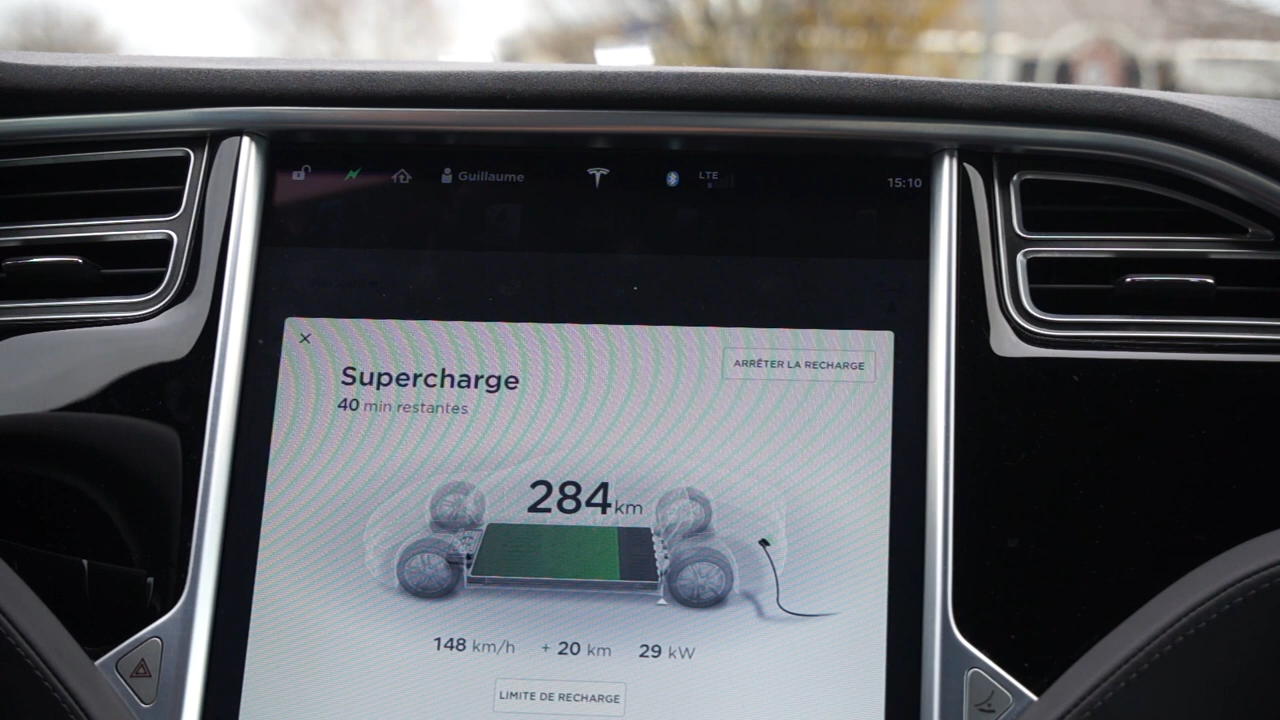 Guillaume
LTE
15:10
×
ARRÊTER LA RECHARGE
Supercharge
40 min restantes
284 km
148 km/h + 20 km 29 kW
LIMITE DE RECHARGE